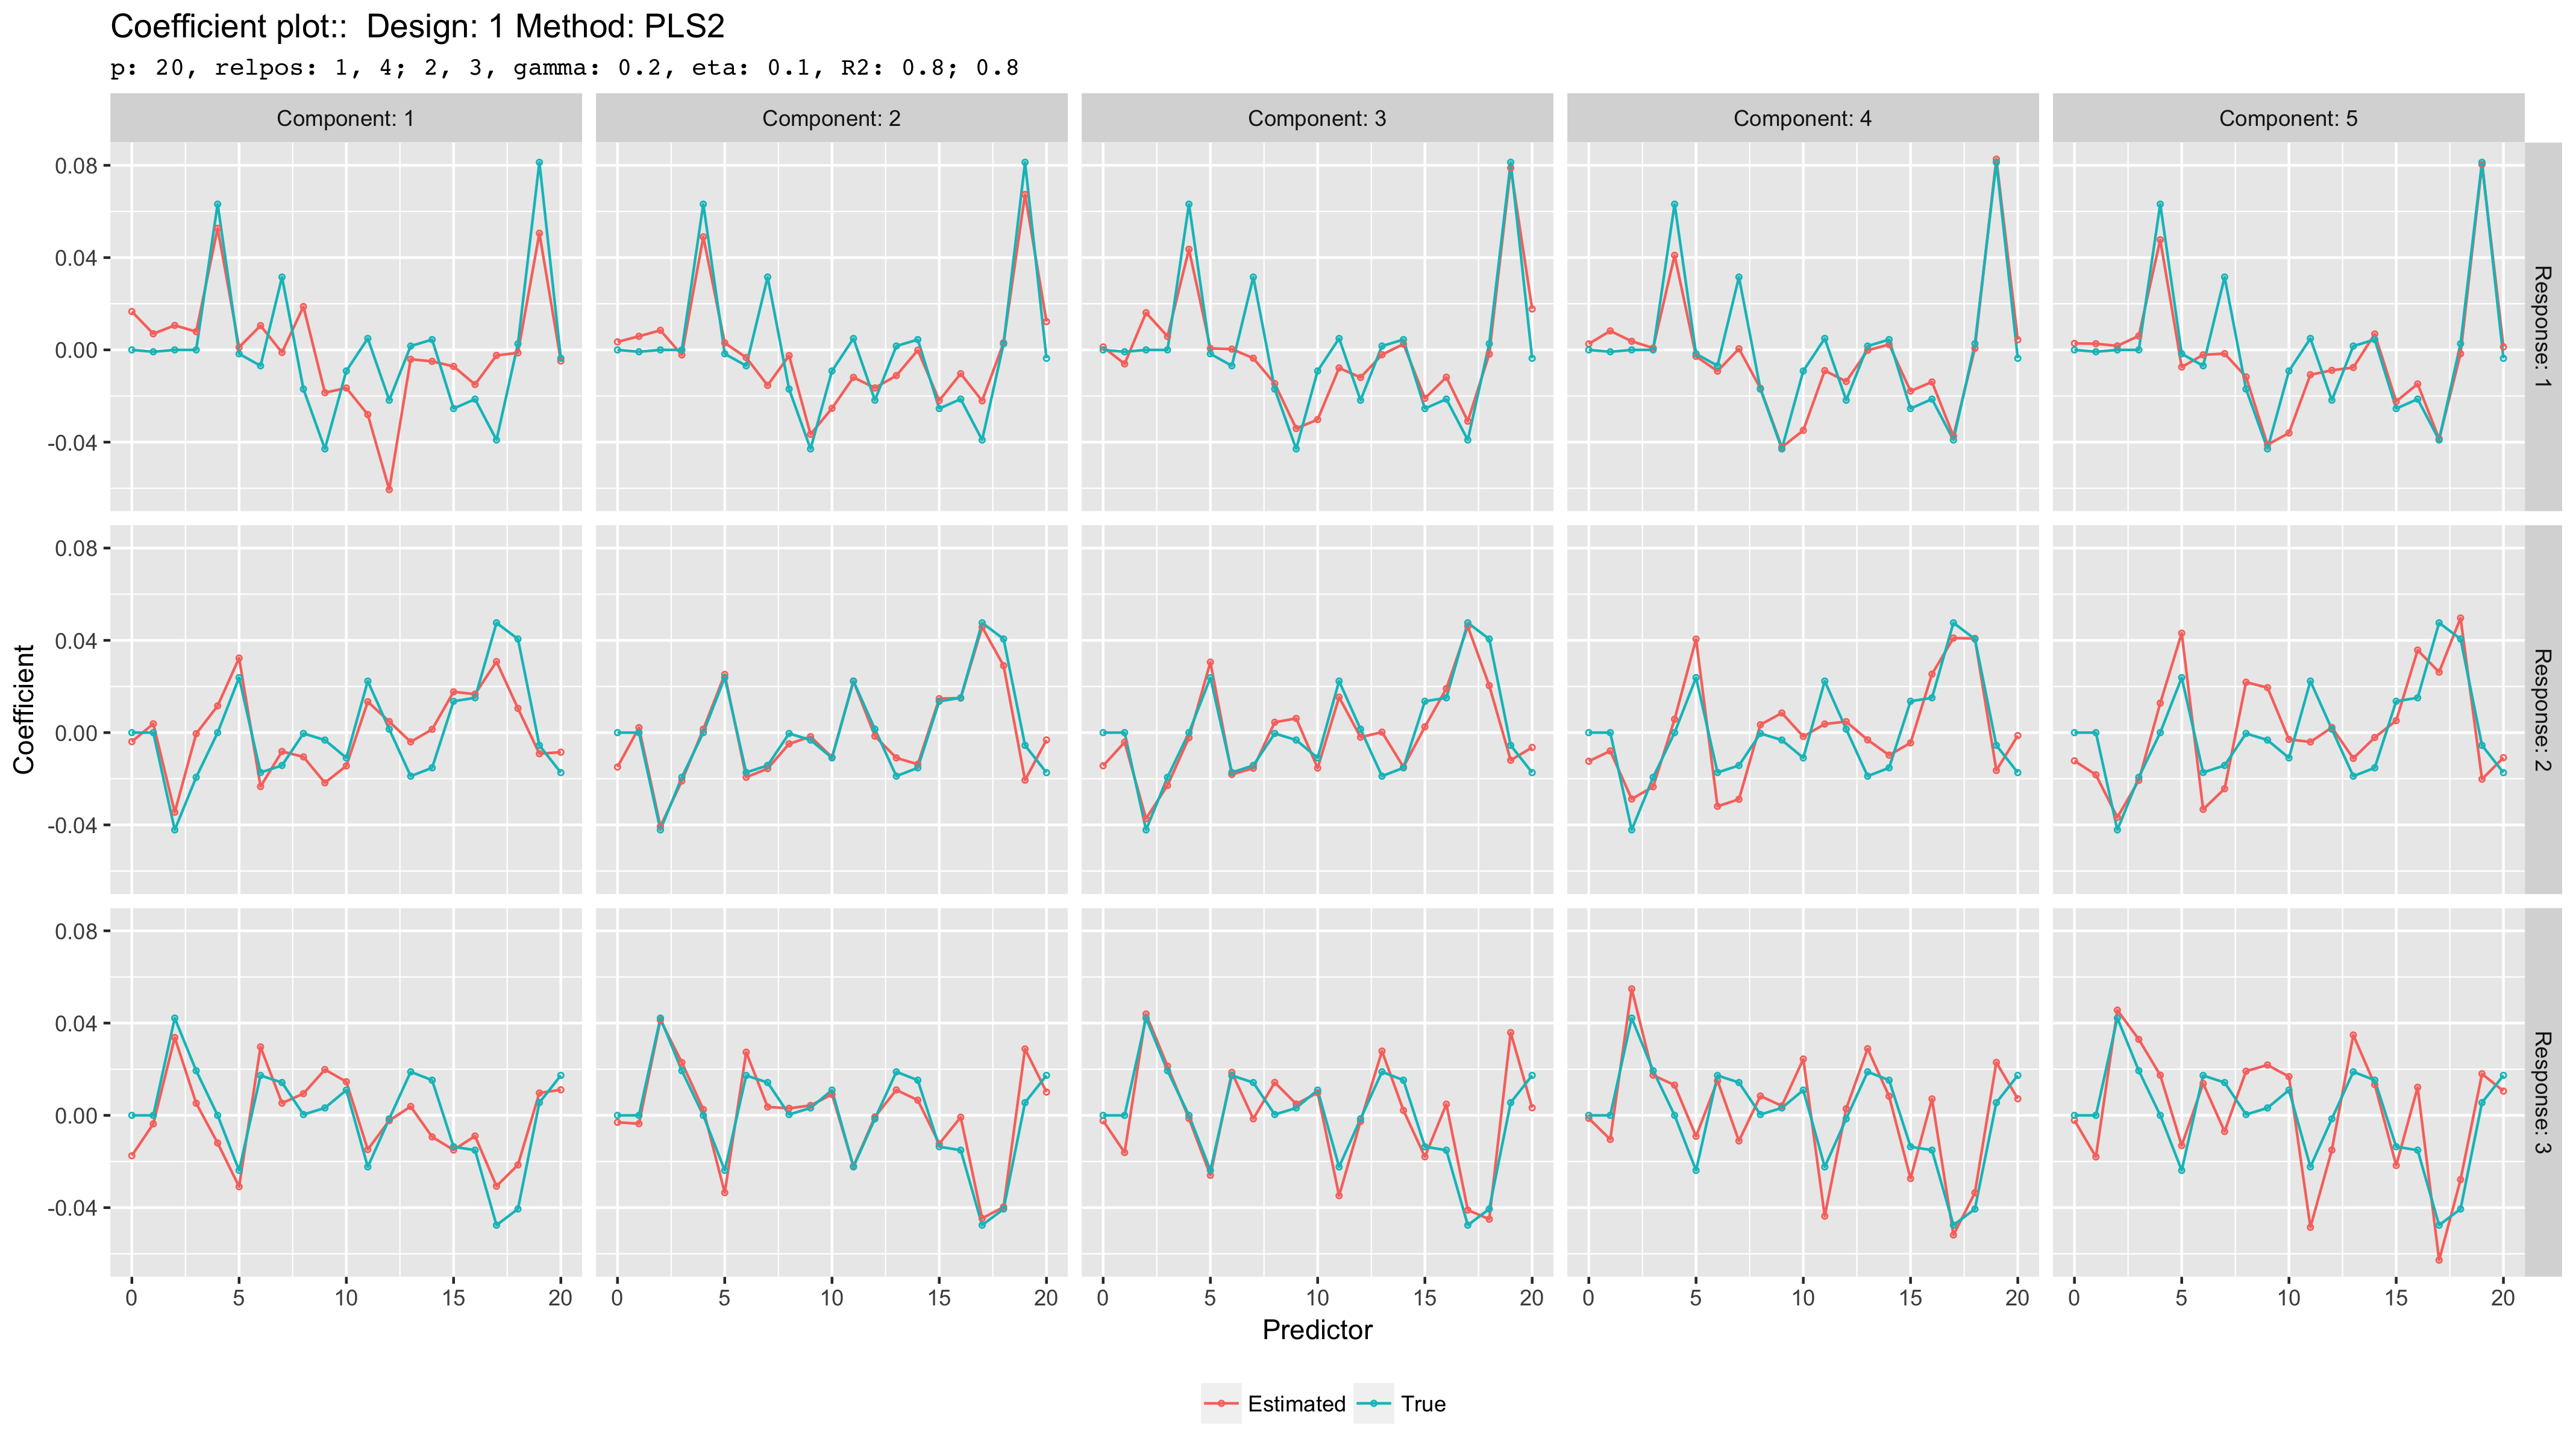 Coefficient plot::  Design: 1 Method: PLS2
p: 20, relpos: 1, 4; 2, 3, gamma: 0.2, eta: 0.1, R2: 0.8; 0.8
Component: 1 Component: 2 Component: 3 Component: 4 Component: 5
0.08
0.04
0.00
-0.04
Response: 1
0.08
0.04
0.00
-0.04
Response: 2
0.08
0.04
0.00
-0.04
Response: 3
Coefficient
0 5 10 15 20 0 5 10 15 20 0 5 10 15 20 0 5 10 15 20 0 5 10 15 20
Predictor
Estimated True